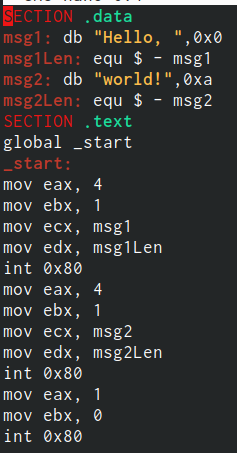 SECTION .data
msg1: db "Hello, ",0x0
msg1Len: equ $ - msg1
msg2: db "world!",0xa
msg2Len: equ $ - msg2
SECTION .text
global _start
_start:
mov eax, 4
mov ebx, 1
mov ecx, msg1
mov edx, msg1Len
int 0x80
mov eax, 4
mov ebx, 1
mov ecx, msg2
mov edx, msg2Len
int 0x80
mov eax, 1
mov ebx, 0
int 0x80